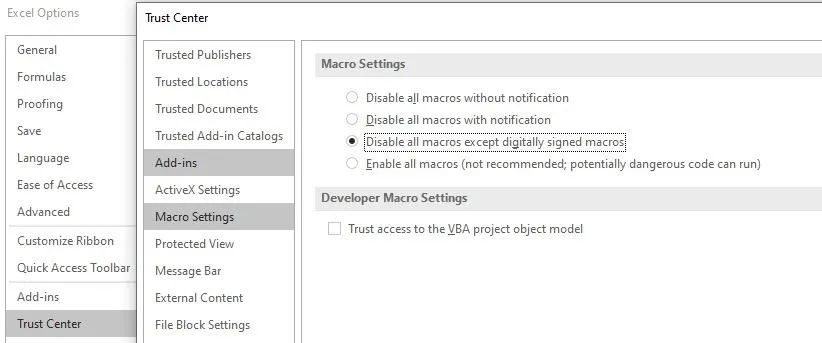 Excel Options
General
Formulas
Proofing
Save
Language
Ease of Access
Advanced
Customize Ribbon
Quick Access Toolbar
Add-ins
Trust Center
Trust Center
Trusted Publishers
Trusted Locations
Trusted Documents
Trusted Add-in Catalogs
Add-ins
ActiveX Settings
Macro Settings
Protected View
Message Bar
External Content
File Block Settings
Macro Settings
Disable all macros without notification
Disable all macros with notification
Disable all macros except digitally signed macros
Enable all macros (not recommended; potentially dangerous code can run)
Developer Macro Settings
Trust access to the VBA project object model